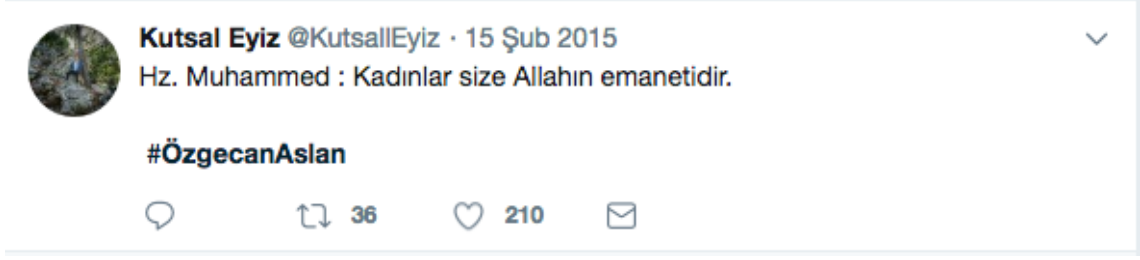 Kutsal Eyiz @KutsallEyiz · 15 Şub 2015
Hz. Muhammed : Kadınlar size Allahın emanetidir.
#ÖzgecanAslan
36 210